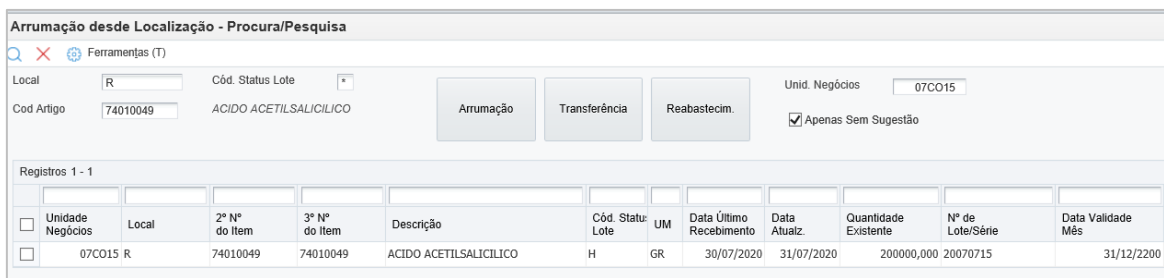 Arrumação desde Localização - Procura/Pesquisa
Ferramentas (T)
Local R Cód. Status Lote * Unid. Negócios 07CO15
Cod Artigo 74010049 ACIDO ACETILSALICILICO Arrumação Transferência Reabastecim. Apenas Sem Sugestão
Registros 1 - 1
Unidade Negócios Local 2º Nº do Item 3º Nº do Item Descrição Cód. Status Lote UM Data Último Recebimento Data Atualz. Quantidade Existente Nº de Lote/Série Data Validade Mês
07CO15 R 74010049 74010049 ACIDO ACETILSALICILICO H GR 30/07/2020 31/07/2020 200000,000 20070715 31/12/2200